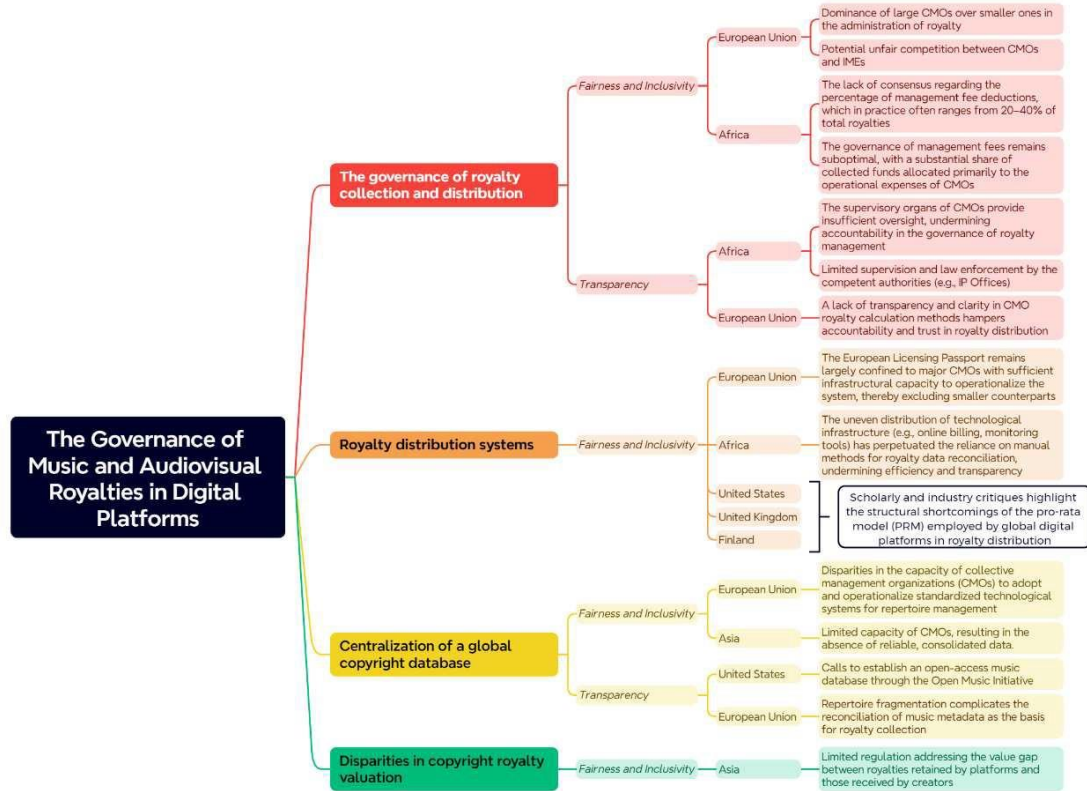 The Governance of
Music and Audiovisual
Royalties in Digital
Platforms
The governance of royalty
collection and distribution
Fairness and Inclusivity
European Union
Dominance of large CMOs over smaller ones in
the administration of royalty
Potential unfair competition between CMOs
and IMEs
Africa
The lack of consensus regarding the
percentage of management fee deductions,
which in practice often ranges from 20–40% of
total royalties
The governance of management fees remains
suboptimal, with a substantial share of
collected funds allocated primarily to the
operational expenses of CMOs
Transparency
Africa
The supervisory organs of CMOs provide
insufficient oversight, undermining
accountability in the governance of royalty
management
Limited supervision and law enforcement by the
competent authorities (e.g., IP Offices)
European Union
A lack of transparency and clarity in CMO
royalty calculation methods hampers
accountability and trust in royalty distribution
Royalty distribution systems
Fairness and Inclusivity
European Union
The European Licensing Passport remains
largely confined to major CMOs with sufficient
infrastructural capacity to operationalize the
system, thereby excluding smaller counterparts
Africa
The uneven distribution of technological
infrastructure (e.g., online billing, monitoring
tools) has perpetuated the reliance on manual
methods for royalty data reconciliation,
undermining efficiency and transparency
United States
United Kingdom
Finland
Scholarly and industry critiques highlight
the structural shortcomings of the pro-rata
model (PRM) employed by global digital
platforms in royalty distribution
Centralization of a global
copyright database
Fairness and Inclusivity
European Union
Disparities in the capacity of collective
management organizations (CMOs) to adopt
and operationalize standardized technological
systems for repertoire management
Asia
Limited capacity of CMOs, resulting in the
absence of reliable, consolidated data.
Transparency
United States
Calls to establish an open-access music
database through the Open Music Initiative
European Union
Repertoire fragmentation complicates the
reconciliation of music metadata as the basis
for royalty collection
Disparities in copyright royalty
valuation
Fairness and Inclusivity
Asia
Limited regulation addressing the value gap
between royalties retained by platforms and
those received by creators